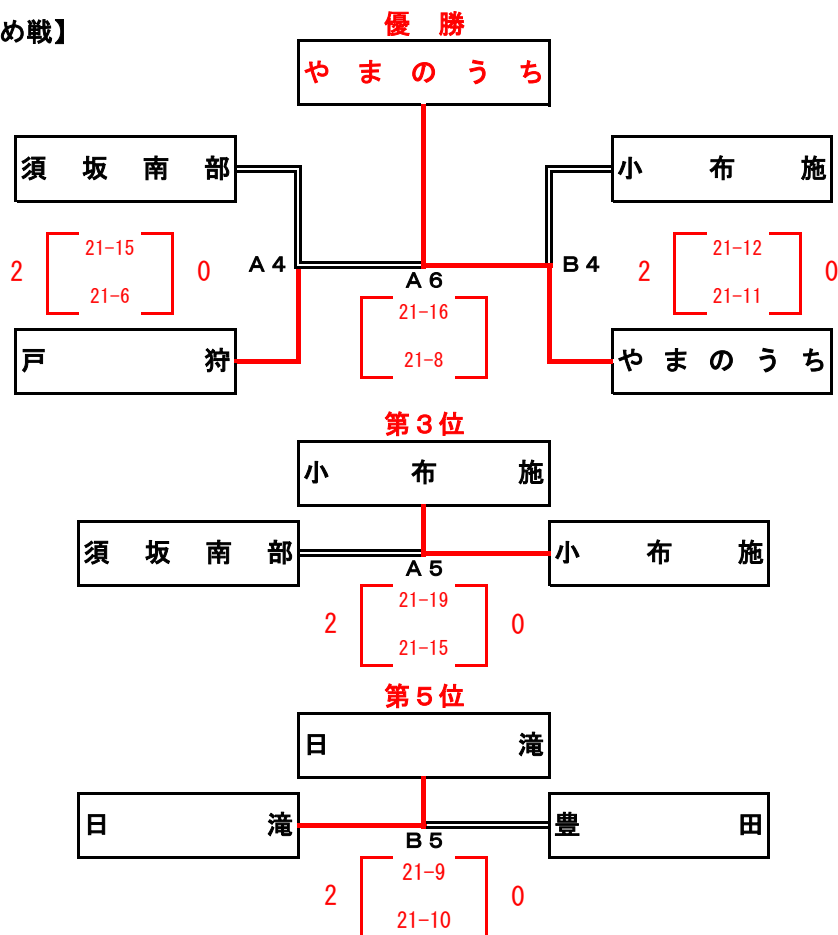 め戦】
優　勝
やまのうち
須坂南部
小布施
2
21-15
21-6
0
A4
A6
B4
2
21-12
21-11
0
21-16
21-8
戸狩
やまのうち
第３位
小布施
須坂南部
小布施
A5
2
21-19
21-15
0
第５位
日滝
日滝
豊田
B5
2
21-9
21-10
0